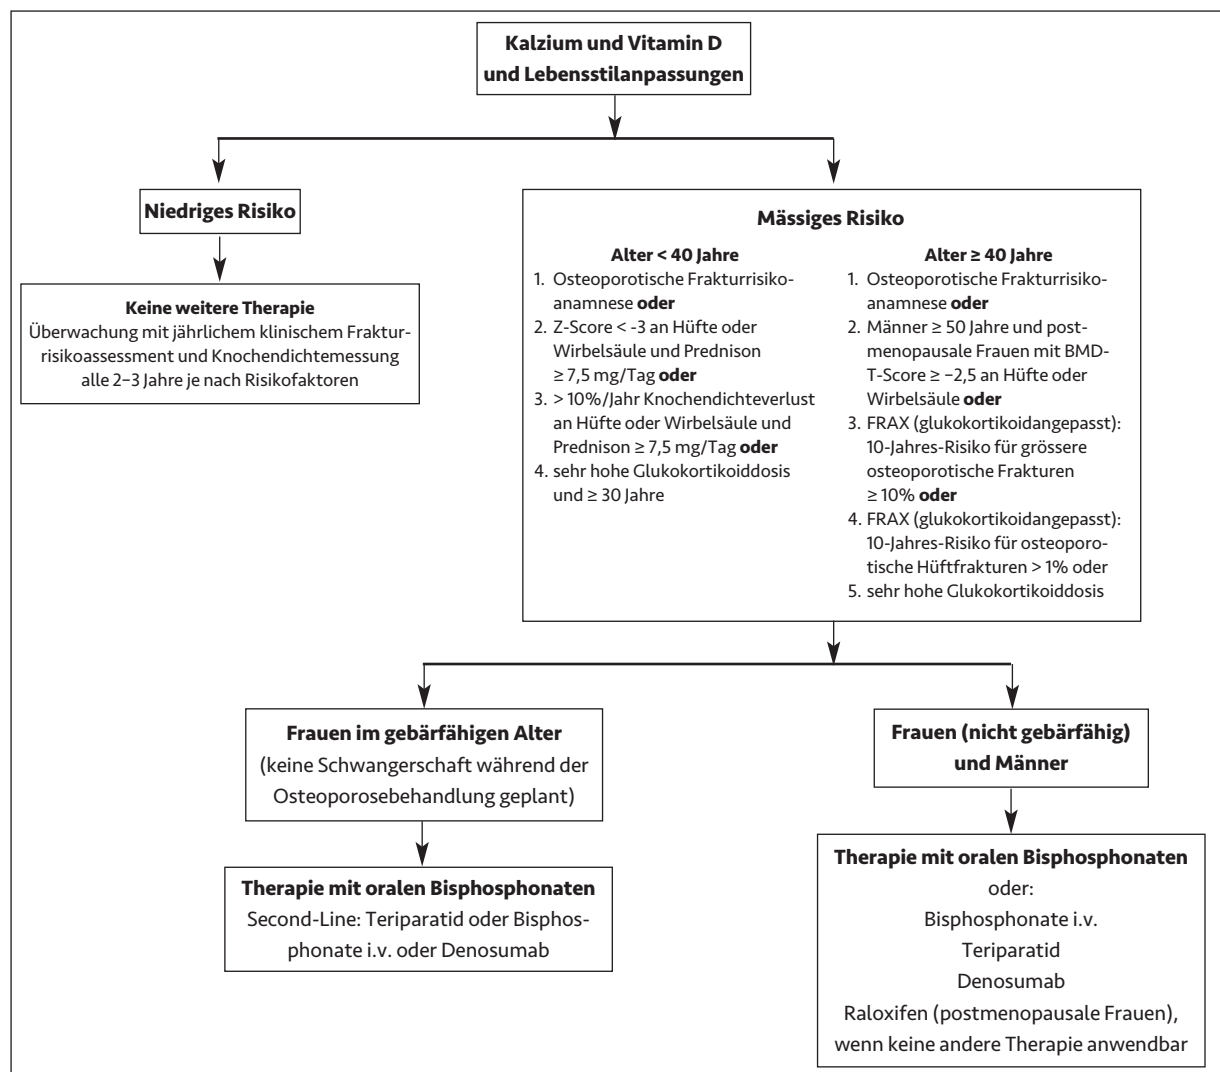 Kalzium und Vitamin D
und Lebensstilanpassungen
Niedriges Risiko
Keine weitere Therapie
Überwachung mit jährlichem klinischem Fraktur-
risikoassessment und Knochendichtemessung
alle 2–3 Jahre je nach Risikofaktoren
Mässiges Risiko
Alter < 40 Jahre
1. Osteoporotische Frakturrisiko-
anamnese oder
2. Z-Score < -3 an Hüfte oder
Wirbelsäule und Prednison
≥ 7,5 mg/Tag oder
3. > 10%/Jahr Knochendichteverlust
an Hüfte oder Wirbelsäule und
Prednison ≥ 7,5 mg/Tag oder
4. sehr hohe Glukokortikoiddosis
und ≥ 30 Jahre
Alter ≥ 40 Jahre
1. Osteoporotische Frakturrisiko-
anamnese oder
2. Männer ≥ 50 Jahre und post-
menopausale Frauen mit BMD-
T-Score ≥ −2,5 an Hüfte oder
Wirbelsäule oder
3. FRAX (glukokortikoidangepasst):
10-Jahres-Risiko für grössere
osteoporotische Frakturen
≥ 10% oder
4. FRAX (glukokortikoidangepasst):
10-Jahres-Risiko für osteoporo-
tische Hüftfrakturen > 1% oder
5. sehr hohe Glukokortikoiddosis
Frauen im gebärfähigen Alter
(keine Schwangerschaft während der
Osteoporosebehandlung geplant)
Therapie mit oralen Bisphosphonaten
Second-Line: Teriparatid oder Bisphos-
phonate i.v. oder Denosumab
Frauen (nicht gebärfähig)
und Männer
Therapie mit oralen Bisphosphonaten
oder:
Bisphosphonate i.v.
Teriparatid
Denosumab
Raloxifen (postmenopausale Frauen),
wenn keine andere Therapie anwendbar